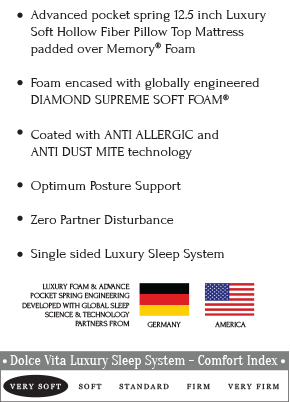 • Advanced pocket spring 12.5 inch Luxury
Soft Hollow Fiber Pillow Top Mattress
padded over Memory® Foam
• Foam encased with globally engineered
DIAMOND SUPREME SOFT FOAM®
• Coated with ANTI ALLERGIC and
ANTI DUST MITE technology
• Optimum Posture Support
• Zero Partner Disturbance
• Single sided Luxury Sleep System
LUXURY FOAM & ADVANCE
POCKET SPRING ENGINEERING
DEVELOPED WITH GLOBAL SLEEP
SCIENCE & TECHNOLOGY
PARTNERS FROM
GERMANY AMERICA
• Dolce Vita Luxury Sleep System – Comfort Index •
VERY SOFT SOFT STANDARD FIRM VERY FIRM